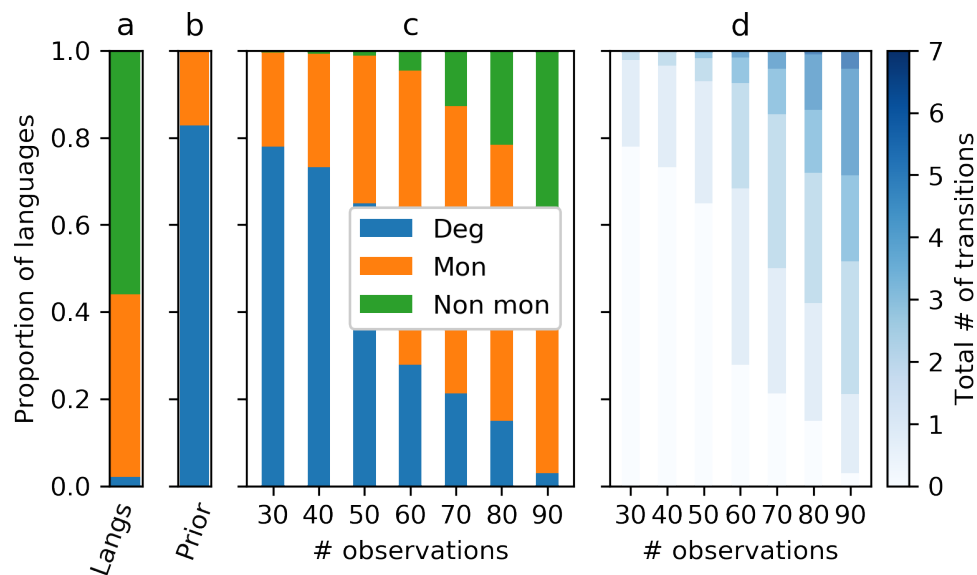 a
b
c
d
Proportion of languages
1.0
0.8
0.6
0.4
0.2
0.0
Langs
Prior
Deg
Mon
Non mon
30 40 50 60 70 80 90
# observations
30 40 50 60 70 80 90
# observations
7
6
5
4
3
2
1
0
Total # of transitions